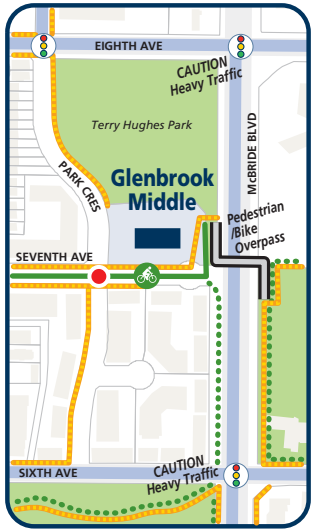 EIGHTH AVE
CAUTION
Heavy Traffic
Terry Hughes Park
McBRIDE BLVD
PARK CRES
Glenbrook
Middle
Pedestrian
/Bike
Overpass
SEVENTH AVE
SIXTH AVE
CAUTION
Heavy Traffic